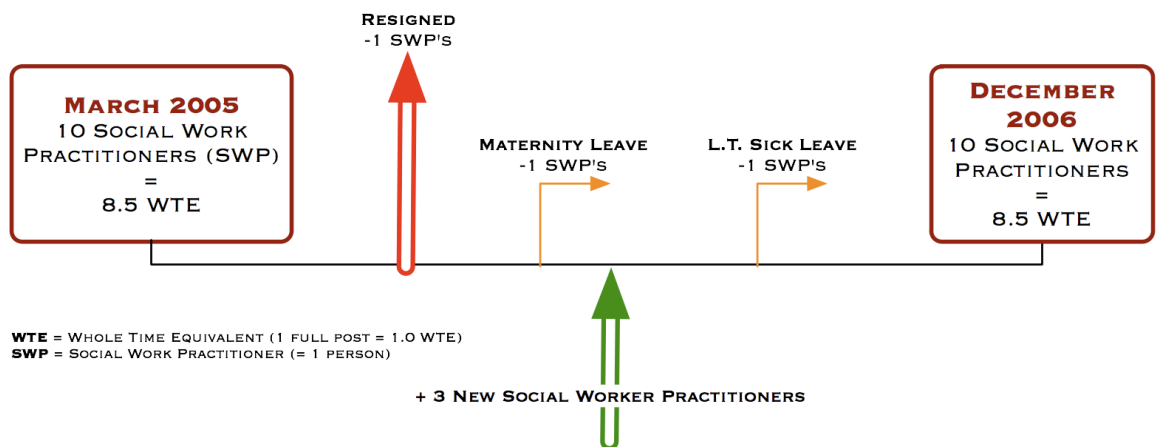 RESIGNED
-1 SWP'S
MARCH 2005
10 SOCIAL WORK
PRACTITIONERS (SWP)
=
8.5 WTE
MATERNITY LEAVE
-1 SWP'S
L.T. SICK LEAVE
-1 SWP'S
DECEMBER
2006
10 SOCIAL WORK
PRACTITIONERS
=
8.5 WTE
WTE = WHOLE TIME EQUIVALENT (1 FULL POST = 1.0 WTE)
SWP = SOCIAL WORK PRACTITIONER (= 1 PERSON)
+ 3 NEW SOCIAL WORKER PRACTITIONERS